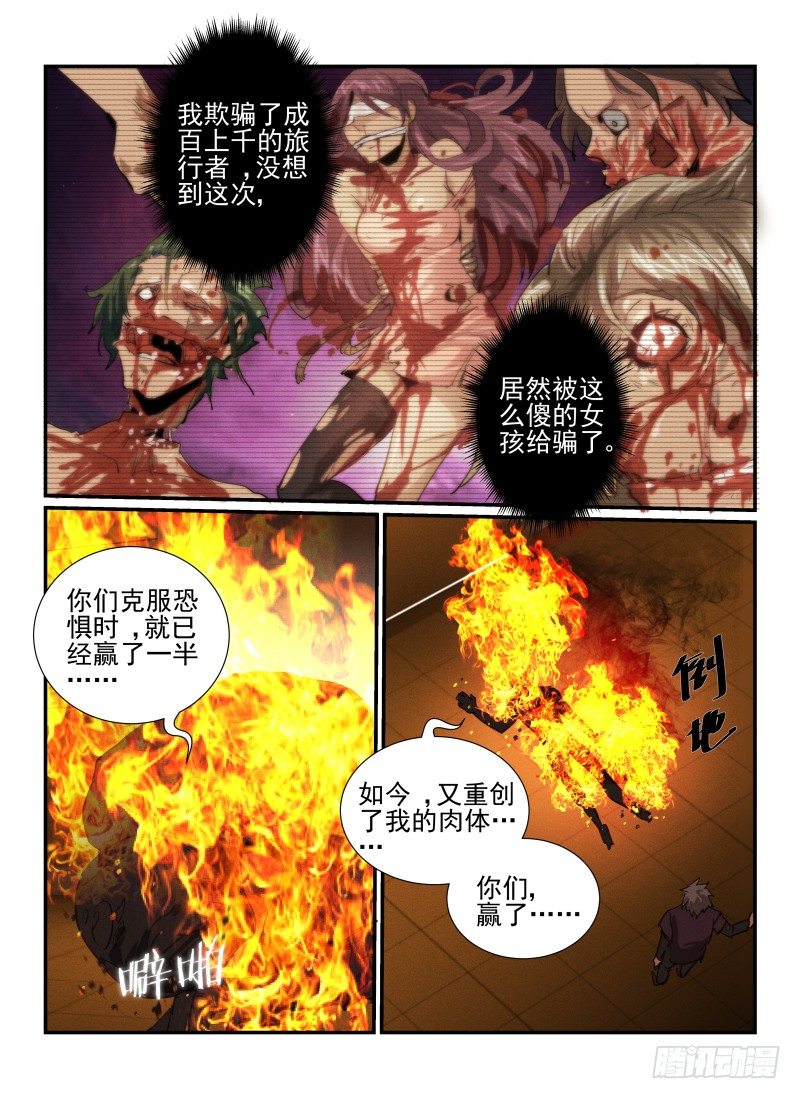 我欺骗了成
百上千的旅
行者，没想
到这次，
居然被这
么傻的女
孩给骗了。
你们克服恐
惧时，就已
经赢了一半
……
噼啪
倒地
如今，又重创
了我的肉体…
…
你们，
赢了……
腾讯动漫